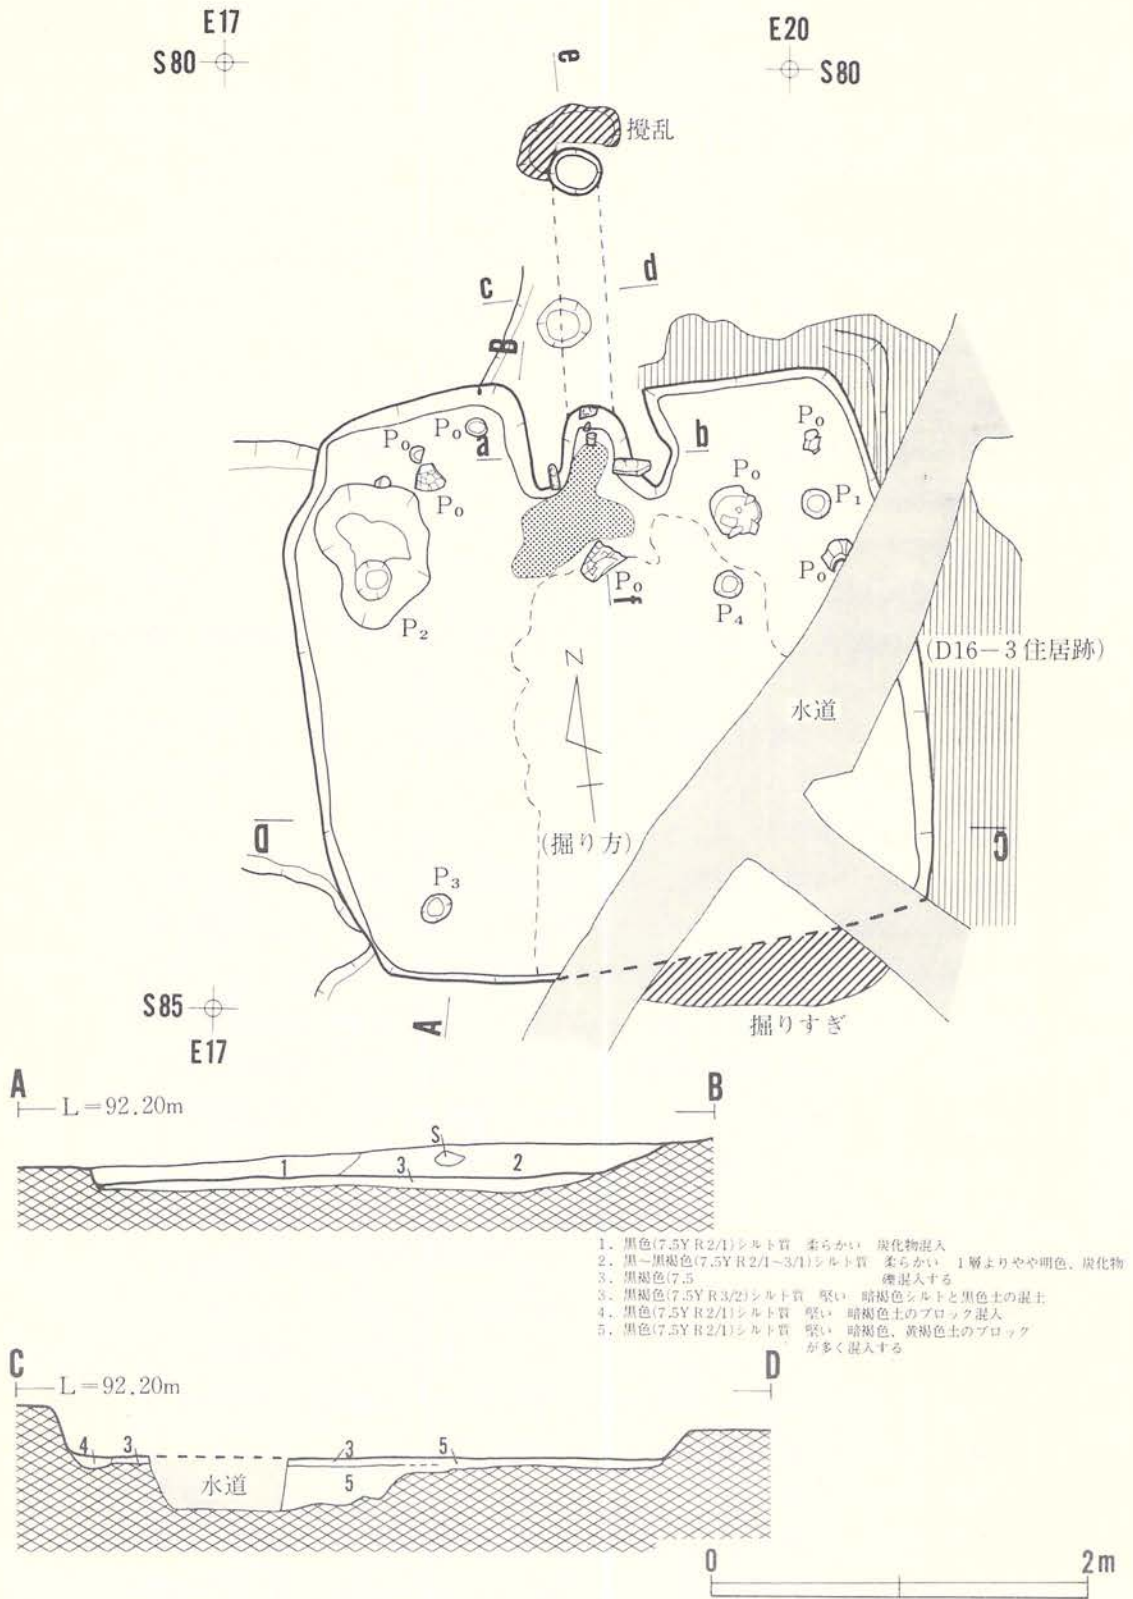 E17
S80
E20
S80
e
攪乱
d
c
B
P₀
P₀
a
b
P₀
P₀
P₀
P₁
P₀
P₀
f
P₄
P₂
(D16-3住居跡)
N
水道
(掘り方)
D
C
P₃
S85
E17
A
掘りすぎ
A
L=92.20m
B
S
1
3
2
1. 黒色(7.5YR2/1)シルト質 柔らかい 炭化物混入
2. 黒~黒褐色(7.5YR2/1~3/1)シルト質 柔らかい 1層よりやや明色、炭化物
3. 黒褐色(7.5 礫混入する
3. 黒褐色(7.5YR3/2)シルト質 堅い 暗褐色シルトと黒色土の混土
4. 黒色(7.5YR2/1)シルト質 堅い 暗褐色土のブロック混入
5. 黒色(7.5YR2/1)シルト質 堅い 暗褐色、黄褐色土のブロック
が多く混入する
C
L=92.20m
D
4
3
3
5
水道
5
0
2m